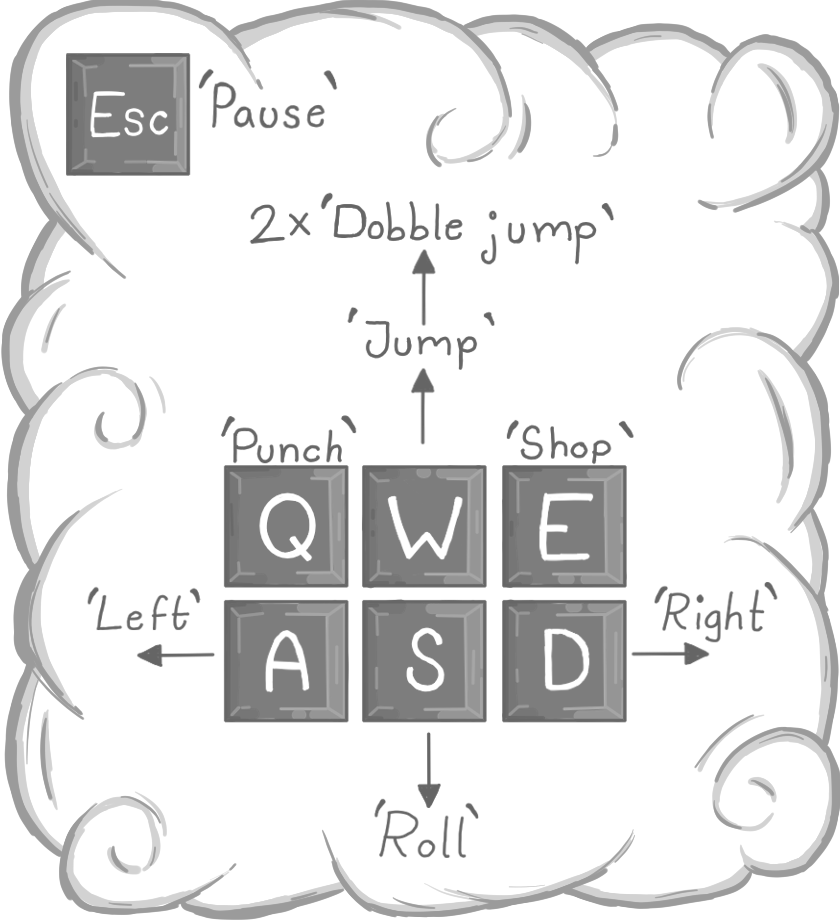 Esc 'Pause'
2x 'Dobble jump'
'Jump'
'Punch' 'Shop'
Q W E
'Left' 'Right'
A S D
'Roll'